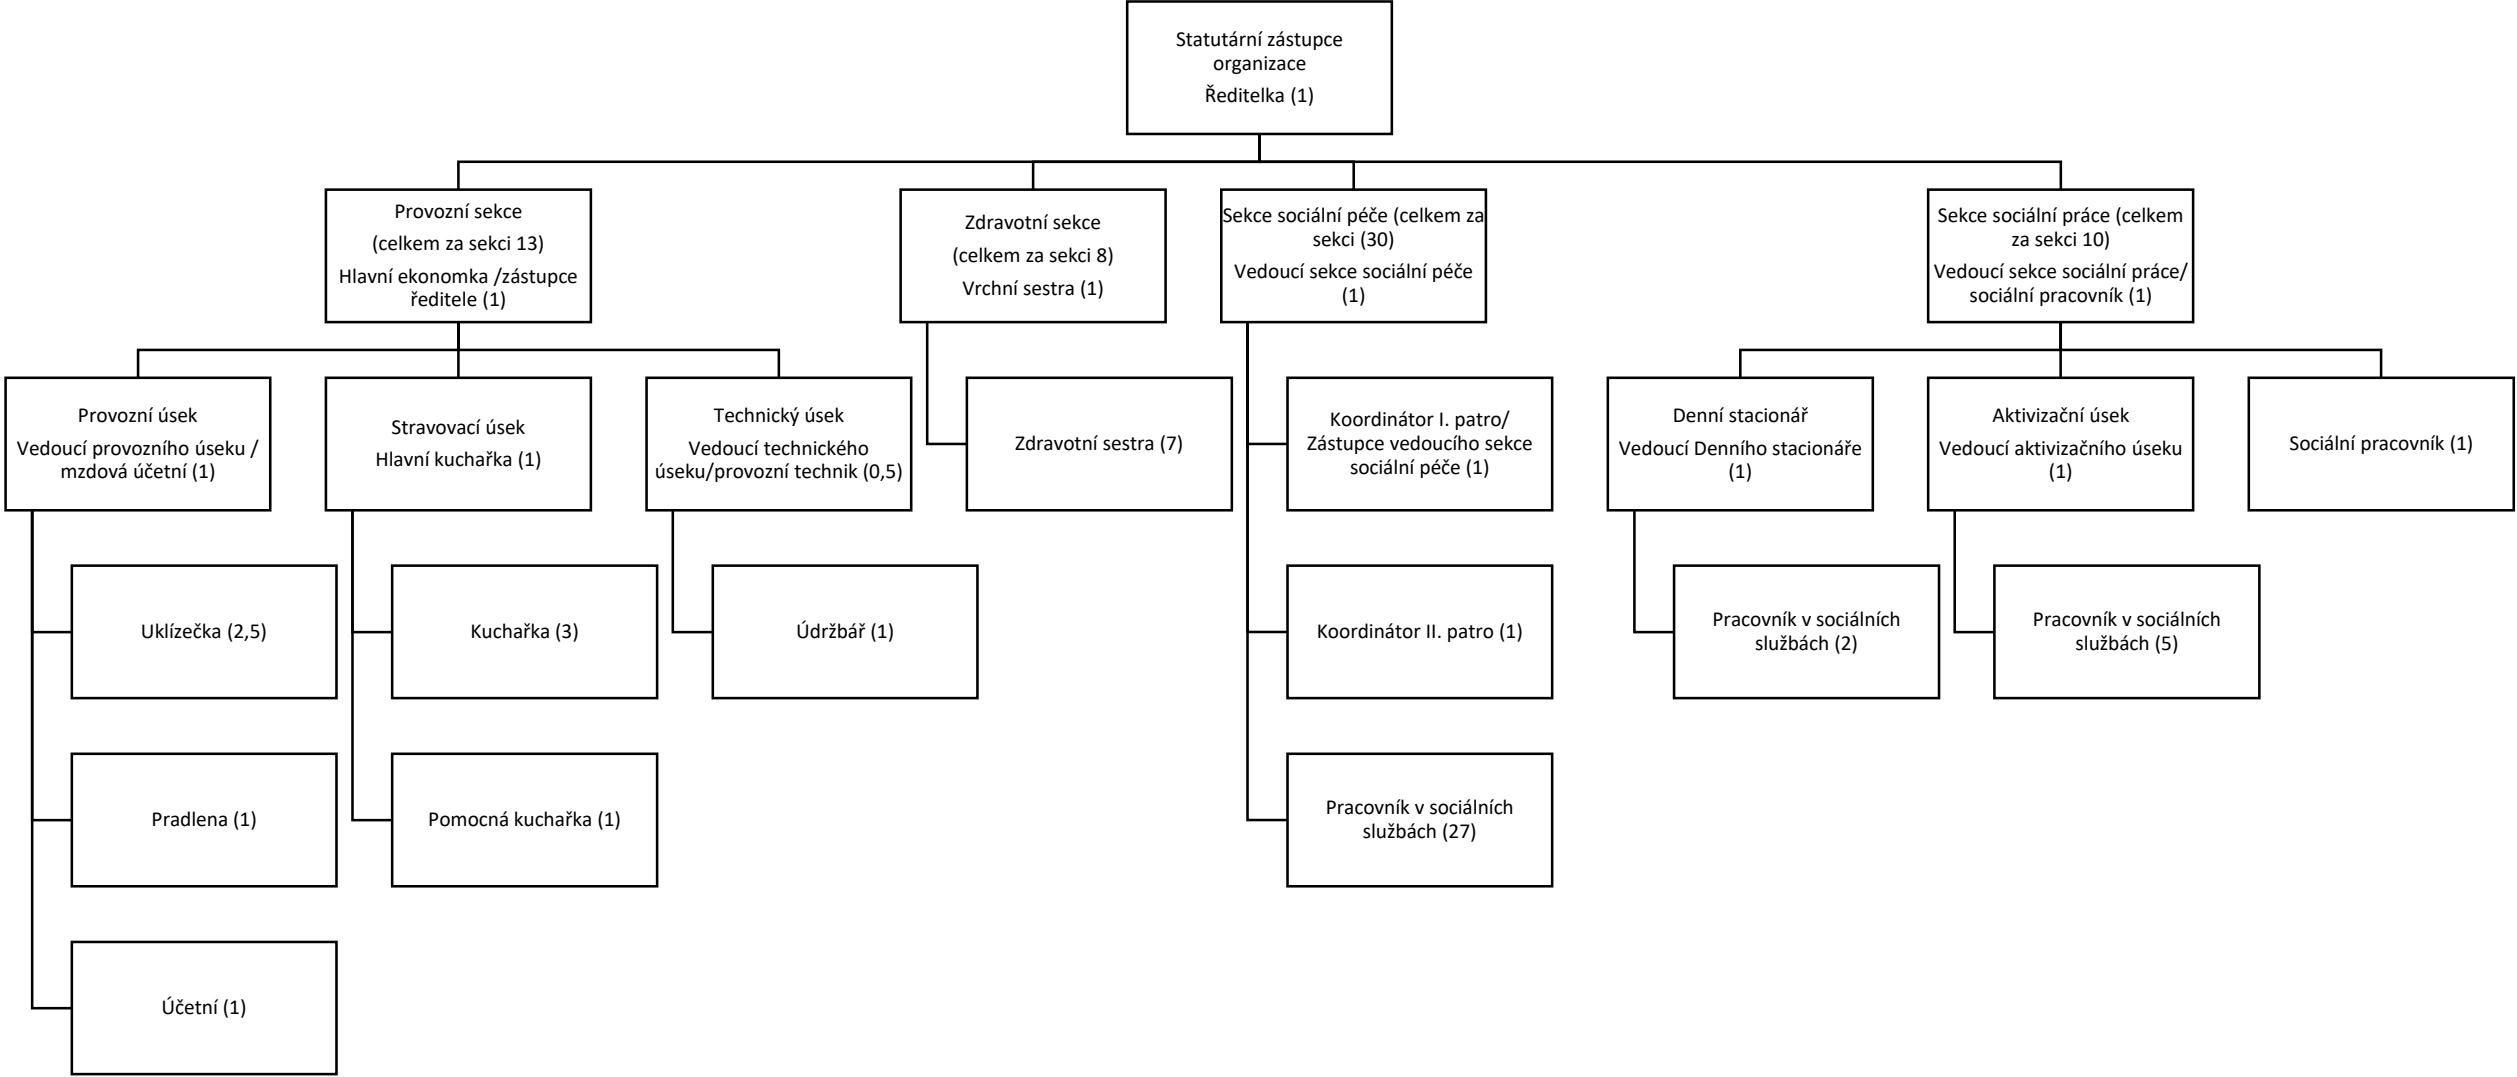 Statutární zástupce
organizace
Ředitelka (1)
Provozní sekce
(celkem za sekci 13)
Hlavní ekonomka /zástupce
ředitele (1)
Zdravotní sekce
(celkem za sekci 8)
Vrchní sestra (1)
Sekce sociální péče (celkem za
sekci (30)
Vedoucí sekce sociální péče
(1)
Sekce sociální práce (celkem
za sekci 10)
Vedoucí sekce sociální práce/
sociální pracovník (1)
Provozní úsek
Vedoucí provozního úseku /
mzdová účetní (1)
Stravovací úsek
Hlavní kuchařka (1)
Technický úsek
Vedoucí technického
úseku/provozní technik (0,5)
Zdravotní sestra (7)
Koordinátor I. patro/
Zástupce vedoucího sekce
sociální péče (1)
Denní stacionář
Vedoucí Denního stacionáře
(1)
Aktivizační úsek
Vedoucí aktivizačního úseku
(1)
Sociální pracovník (1)
Uklízečka (2,5)
Kuchařka (3)
Údržbář (1)
Koordinátor II. patro (1)
Pracovník v sociálních
službách (2)
Pracovník v sociálních
službách (5)
Pradlena (1)
Pomocná kuchařka (1)
Pracovník v sociálních
službách (27)
Účetní (1)